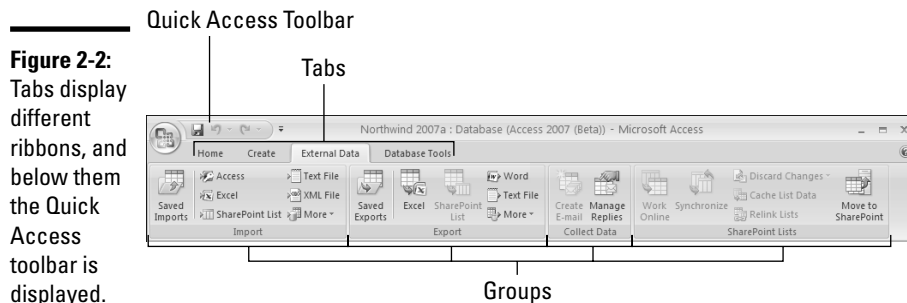 Quick Access Toolbar
Figure 2-2:
Tabs display
different
ribbons, and
below them
the Quick
Access
toolbar is
displayed.
Tabs
Northwind 2007a : Database (Access 2007 (Beta)) - Microsoft Access
Home Create External Data Database Tools
Saved Imports
Access
Excel
SharePoint List
Text File
XML File
More
Import
Saved Exports
Excel
SharePoint List
Word
Text File
More
Export
Create E-mail
Manage Replies
Collect Data
Work Online
Synchronize
Discard Changes
Cache List Data
Relink Lists
Move to SharePoint
SharePoint Lists
Groups